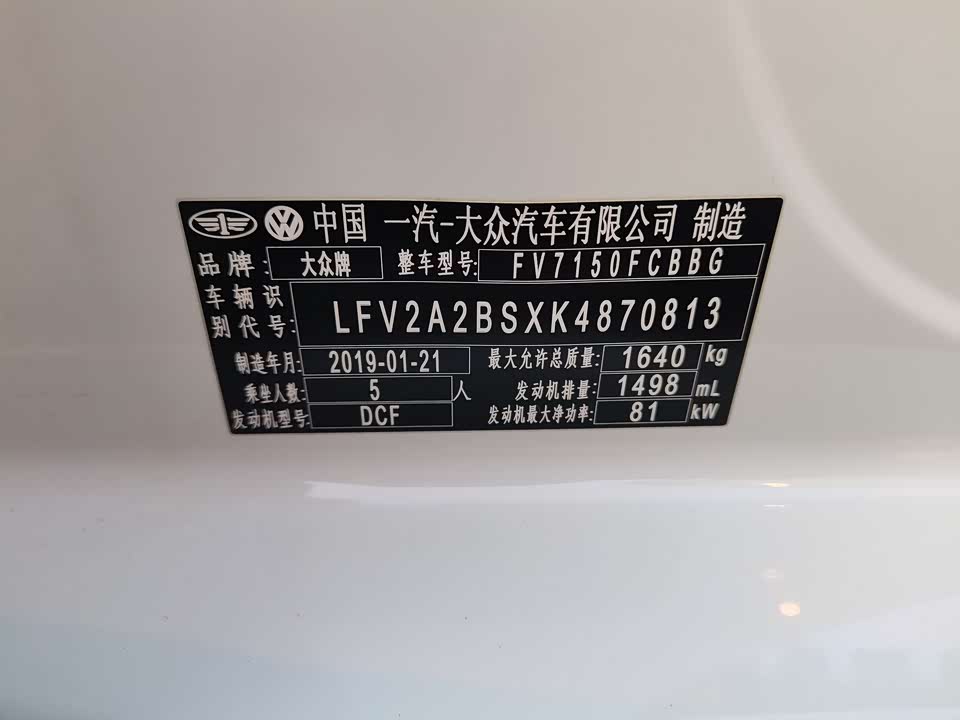 中国 一汽-大众汽车有限公司 制造
品牌: 大众牌 整车型号: FV7150FCBBG
车辆识别代号: LFV2A2BSXK4870813
制造年月: 2019-01-21 最大允许总质量: 1640 kg
乘坐人数: 5 人 发动机排量: 1498 mL
发动机型号: DCF 发动机最大净功率: 81 kW